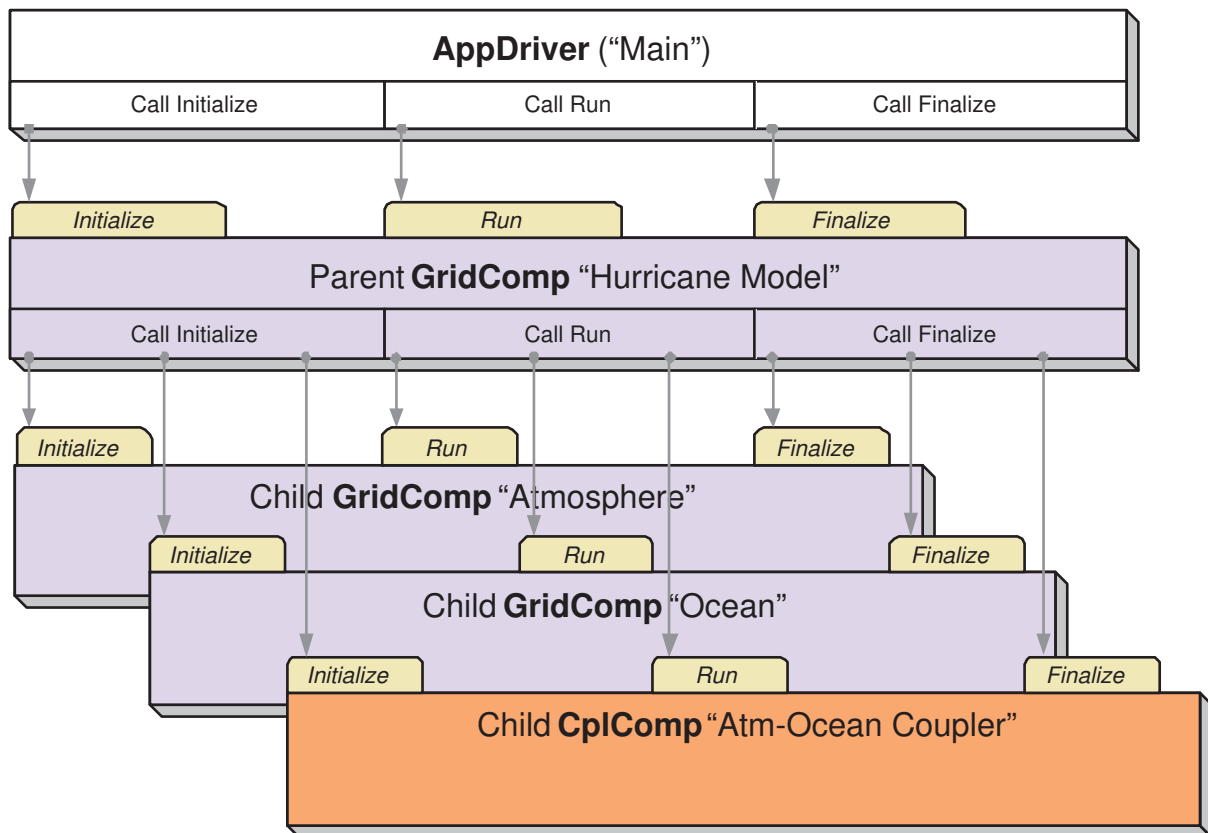 AppDriver (“Main”)
Call Initialize
Call Run
Call Finalize
Initialize
Run
Finalize
Parent GridComp “Hurricane Model”
Call Initialize
Call Run
Call Finalize
Initialize
Run
Finalize
Child GridComp “Atmosphere”
Initialize
Run
Finalize
Child GridComp “Ocean”
Initialize
Run
Finalize
Child CplComp “Atm-Ocean Coupler”